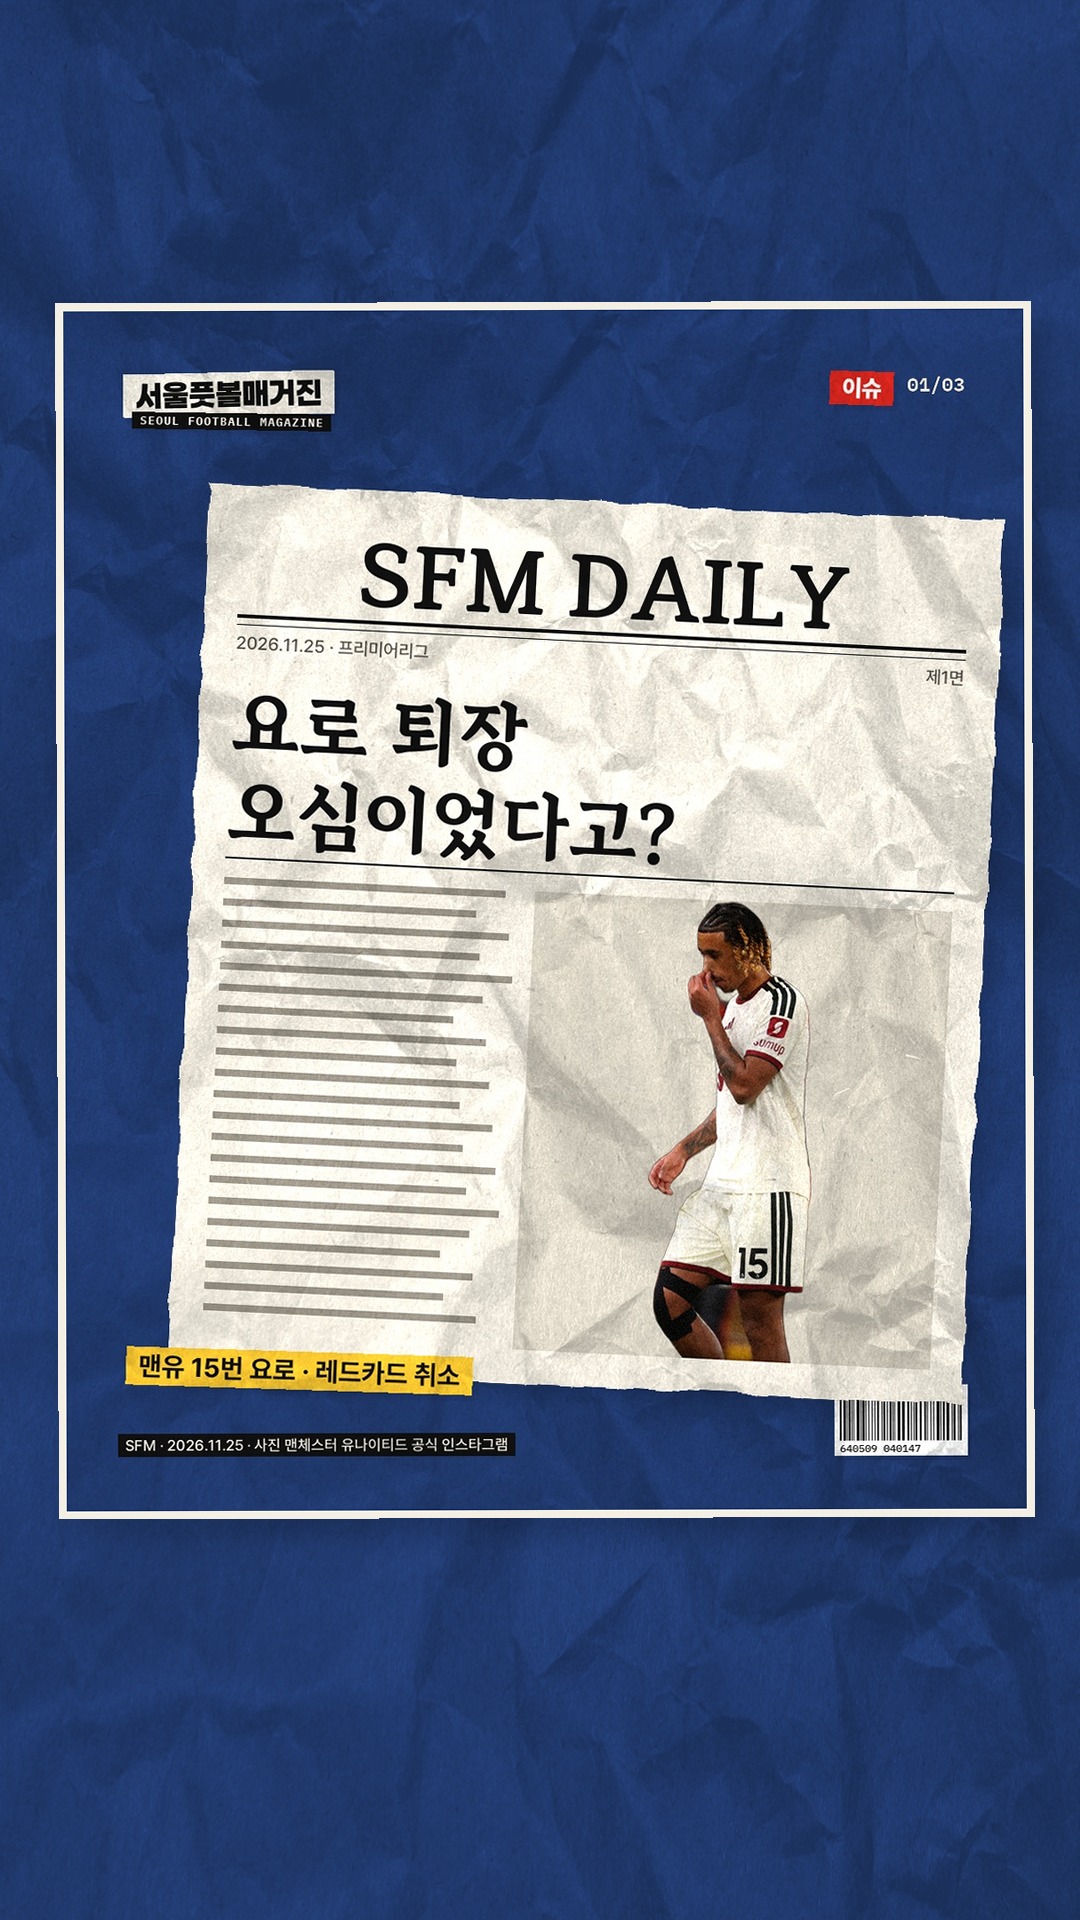 서울풋볼매거진
SEOUL FOOTBALL MAGAZINE
이슈 01/03
SFM DAILY
2026.11.25 · 프리미어리그
제1면
요로 퇴장
오심이었다고?
sumup
15
맨유 15번 요로 · 레드카드 취소
SFM · 2026.11.25 · 사진 맨체스터 유나이티드 공식 인스타그램
640509 040147